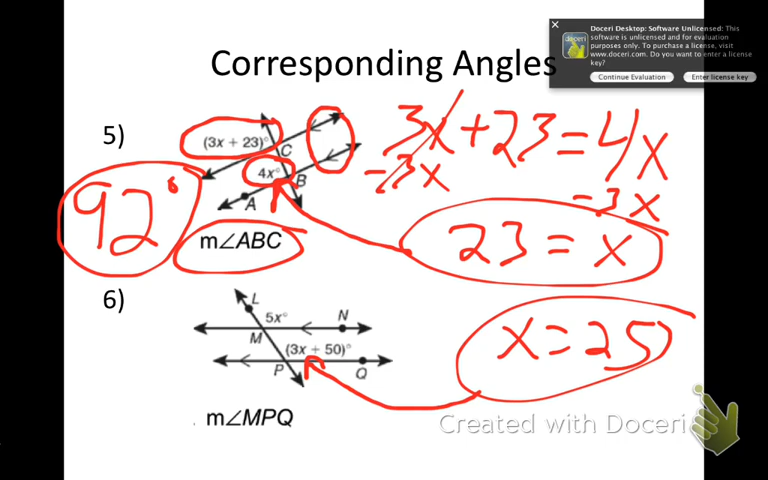 Corresponding Angles
Doceri Desktop: Software Unlicensed: This
software is unlicensed and for evaluation
purposes only. To purchase a license, visit
www.doceri.com. Do you want to enter a license
key?
Continue Evaluation
Enter license key
doceri
5)
(3x + 23)°
C
4x°
B
A
92°
m∠ABC
3x + 23 = 4x
-3x
-3x
23 = x
6)
L
5x°
N
M
(3x + 50)°
P
Q
x = 25
m∠MPQ
Created with Doceri